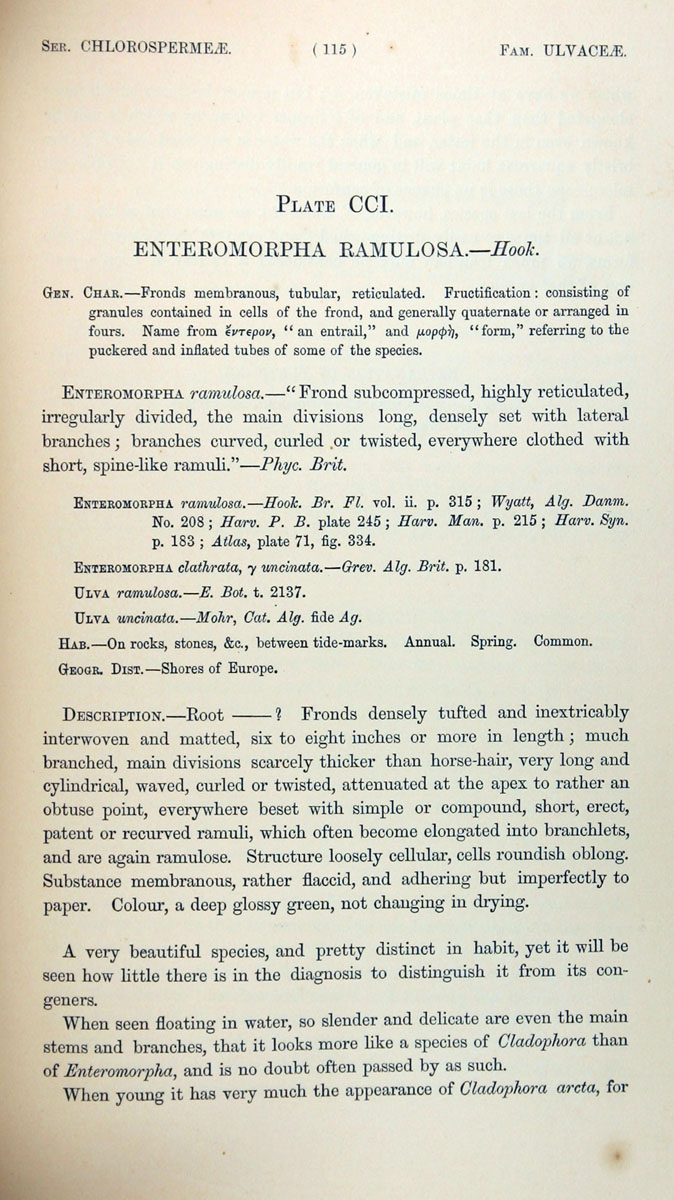 Ser. CHLOROSPERMEÆ.
( 115 )
Fam. ULVACEÆ.
Plate CCI.
ENTEROMORPHA RAMULOSA.—Hook.
Gen. Char.—Fronds membranous, tubular, reticulated. Fructification: consisting of
granules contained in cells of the frond, and generally quaternate or arranged in
fours. Name from ἔντερον, "an entrail," and μορφὴ, "form," referring to the
puckered and inflated tubes of some of the species.
Enteromorpha ramulosa.—"Frond subcompressed, highly reticulated,
irregularly divided, the main divisions long, densely set with lateral
branches; branches curved, curled or twisted, everywhere clothed with
short, spine-like ramuli."—Phyc. Brit.
Enteromorpha ramulosa.—Hook. Br. Fl. vol. ii. p. 315; Wyatt, Alg. Danm.
No. 208; Harv. P. B. plate 245; Harv. Man. p. 215; Harv. Syn.
p. 183; Atlas, plate 71, fig. 334.
Enteromorpha clathrata, γ uncinata.—Grev. Alg. Brit. p. 181.
Ulva ramulosa.—E. Bot. t. 2137.
Ulva uncinata.—Mohr, Cat. Alg. fide Ag.
Hab.—On rocks, stones, &c., between tide-marks. Annual. Spring. Common.
Geogr. Dist.—Shores of Europe.
Description.—Root —— ? Fronds densely tufted and inextricably
interwoven and matted, six to eight inches or more in length; much
branched, main divisions scarcely thicker than horse-hair, very long and
cylindrical, waved, curled or twisted, attenuated at the apex to rather an
obtuse point, everywhere beset with simple or compound, short, erect,
patent or recurved ramuli, which often become elongated into branchlets,
and are again ramulose. Structure loosely cellular, cells roundish oblong.
Substance membranous, rather flaccid, and adhering but imperfectly to
paper. Colour, a deep glossy green, not changing in drying.
A very beautiful species, and pretty distinct in habit, yet it will be
seen how little there is in the diagnosis to distinguish it from its con-
geners.
When seen floating in water, so slender and delicate are even the main
stems and branches, that it looks more like a species of Cladophora than
of Enteromorpha, and is no doubt often passed by as such.
When young it has very much the appearance of Cladophora arcta, for